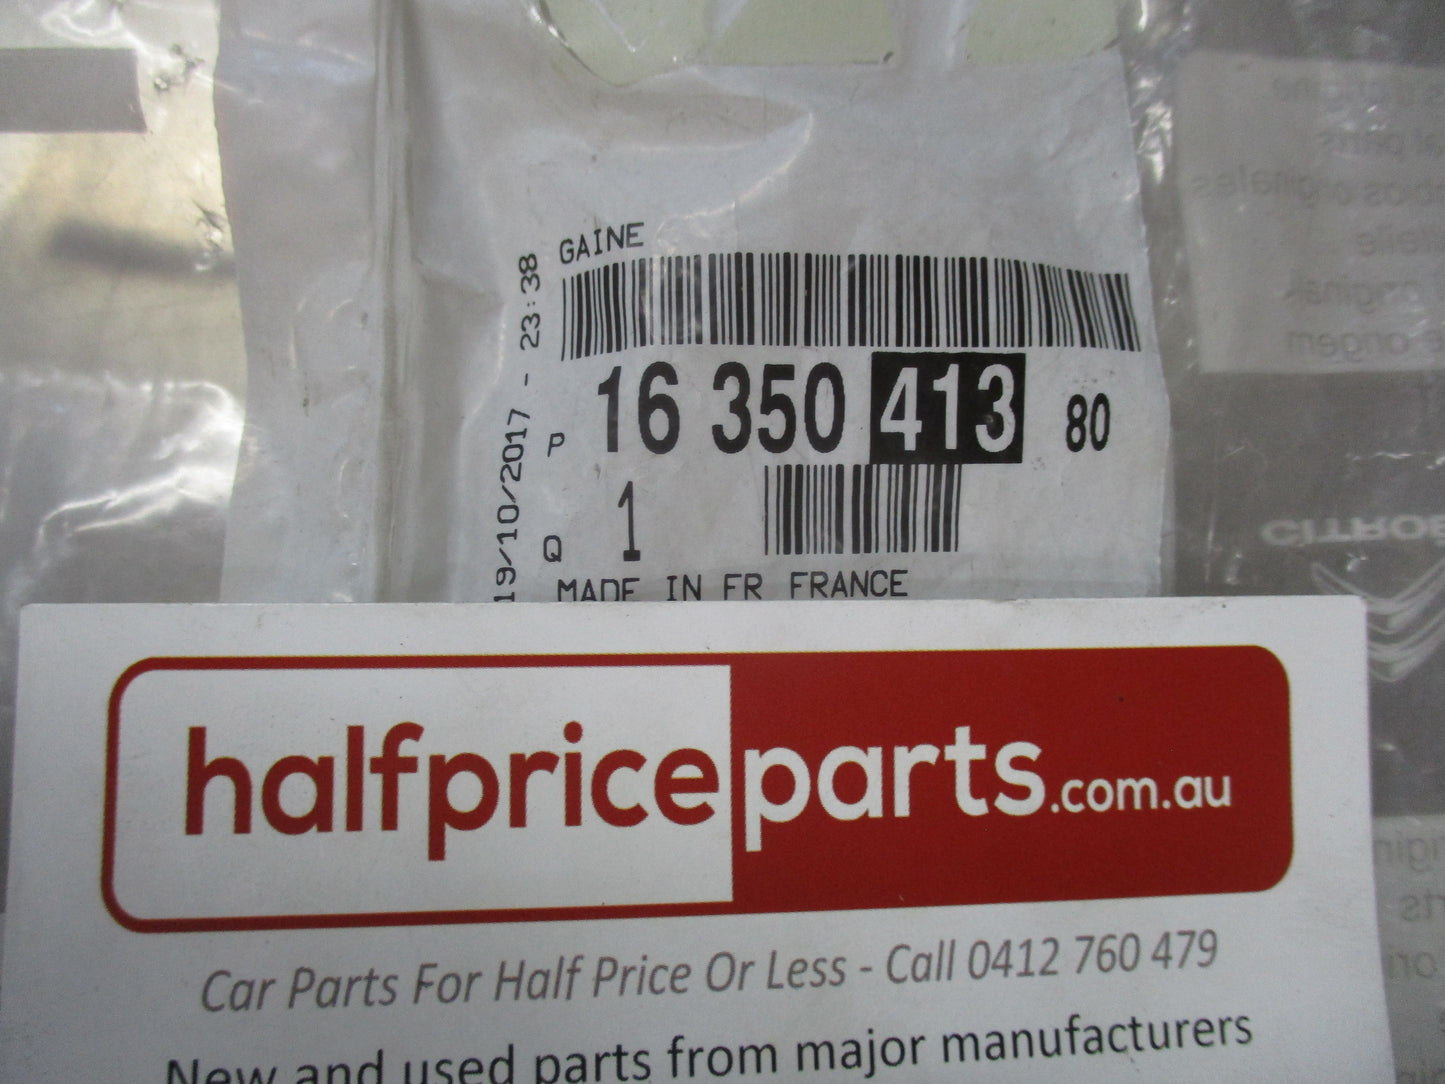 GAINE
19/10/2017 - 23:38
P 16 350 413 80
Q 1
MADE IN FR FRANCE
halfpriceparts.com.au
Car Parts For Half Price Or Less - Call 0412 760 479
New and used parts from major manufacturers
CITROË